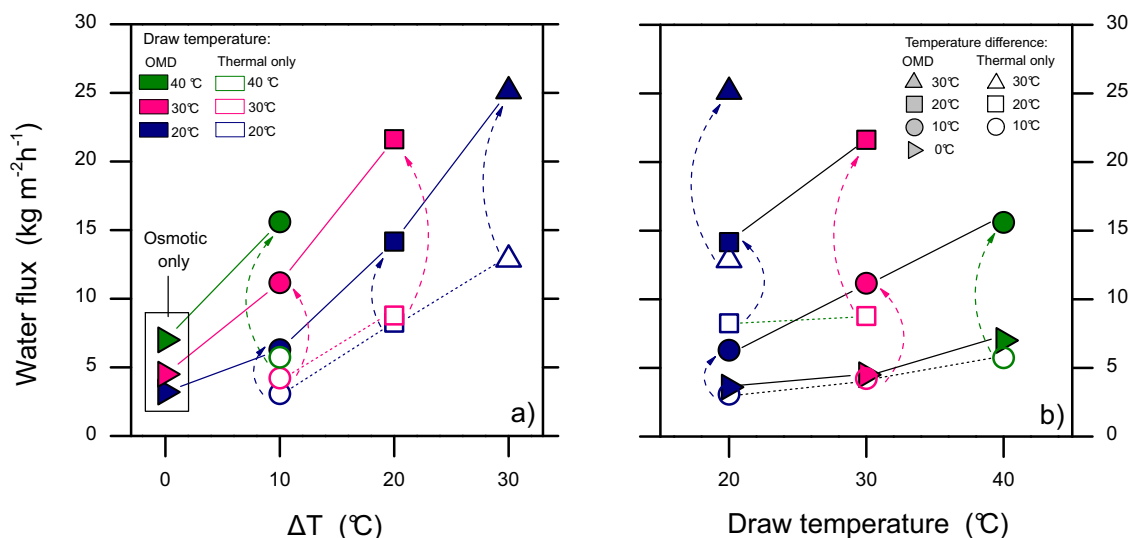 Draw temperature:
OMD Thermal only
40 °C 40 °C
30°C 30°C
20°C 20°C
Osmotic
only
Water flux (kg m⁻²h⁻¹)
30
25
20
15
10
5
0
0 10 20 30
ΔT (°C)
a)
Temperature difference:
OMD Thermal only
30°C 30°C
20°C 20°C
10°C 10°C
0°C
b)
30
25
20
15
10
5
0
20 30 40
Draw temperature (°C)